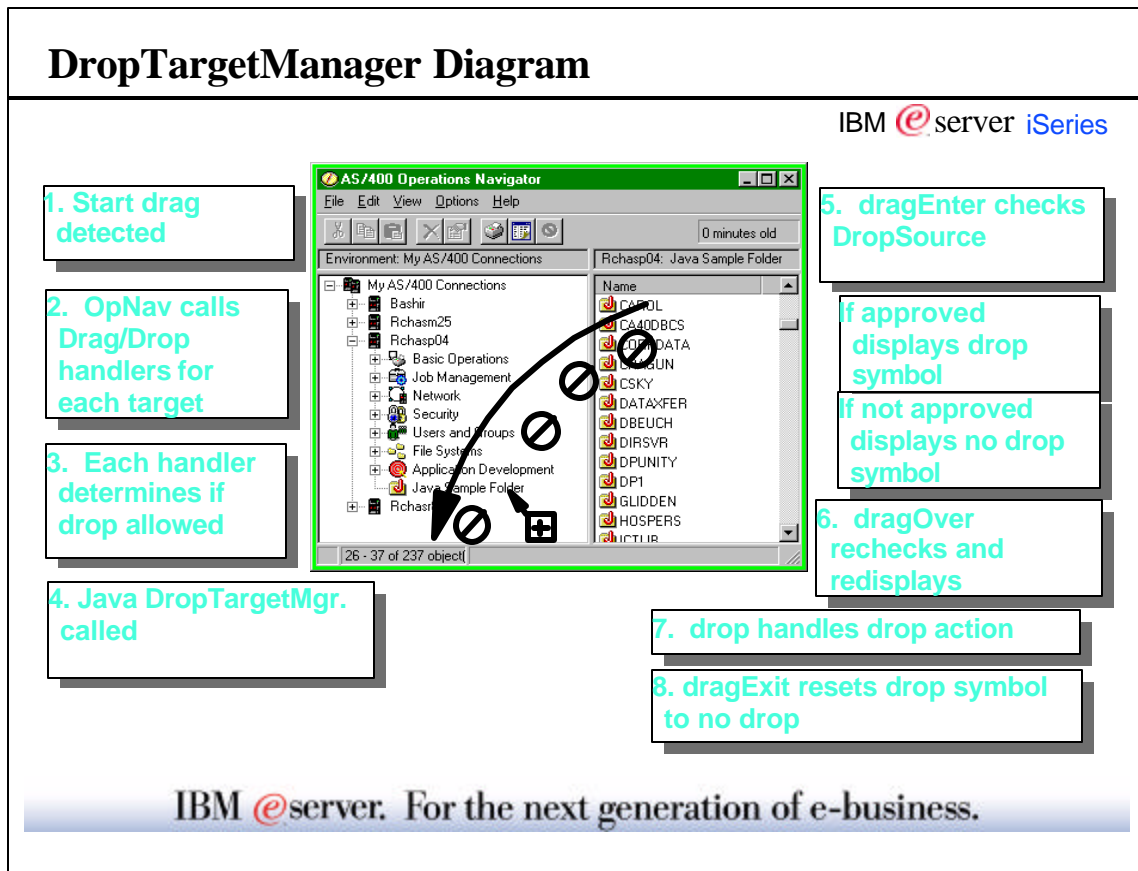 DropTargetManager Diagram
IBM e server iSeries
1. Start drag
detected
2. OpNav calls
Drag/Drop
handlers for
each target
3. Each handler
determines if
drop allowed
4. Java DropTargetMgr.
called
AS/400 Operations Navigator
File Edit View Options Help
0 minutes old
Environment: My AS/400 Connections
Rchasp04: Java Sample Folder
My AS/400 Connections
Bashir
Rchasm25
Rchasp04
Basic Operations
Job Management
Network
Security
Users and Groups
File Systems
Application Development
Java Sample Folder
Name
CAROL
CA40DBCS
CSKY
DATAXFER
DBEUCH
DIRSVR
DPUNITY
DP1
GLIDDEN
HOSPERS
26 - 37 of 237 object(
5. dragEnter checks
DropSource
If approved
displays drop
symbol
If not approved
displays no drop
symbol
6. dragOver
rechecks and
redisplays
7. drop handles drop action
8. dragExit resets drop symbol
to no drop
IBM e server. For the next generation of e-business.